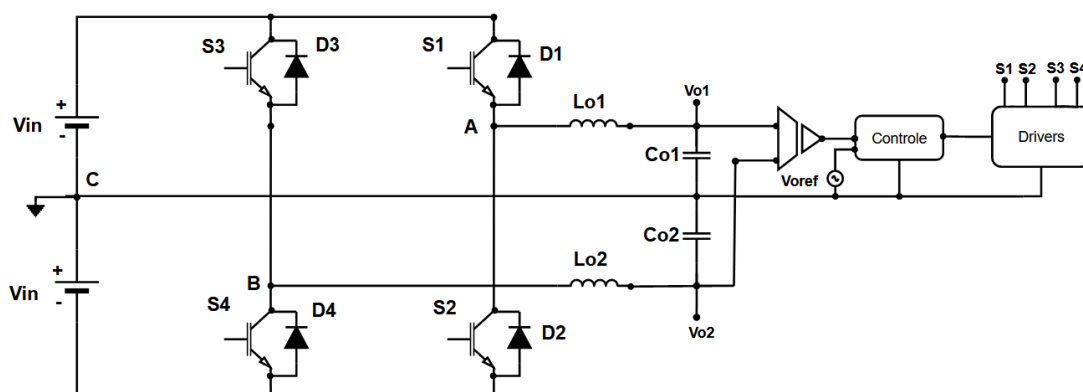 S3
D3
S1
D1
S1
S2
S3
S4
+
Vin
-
A
Lo1
Vo1
Co1
Controle
Drivers
C
Voref
Co2
+
Vin
-
B
Lo2
S4
D4
S2
D2
Vo2